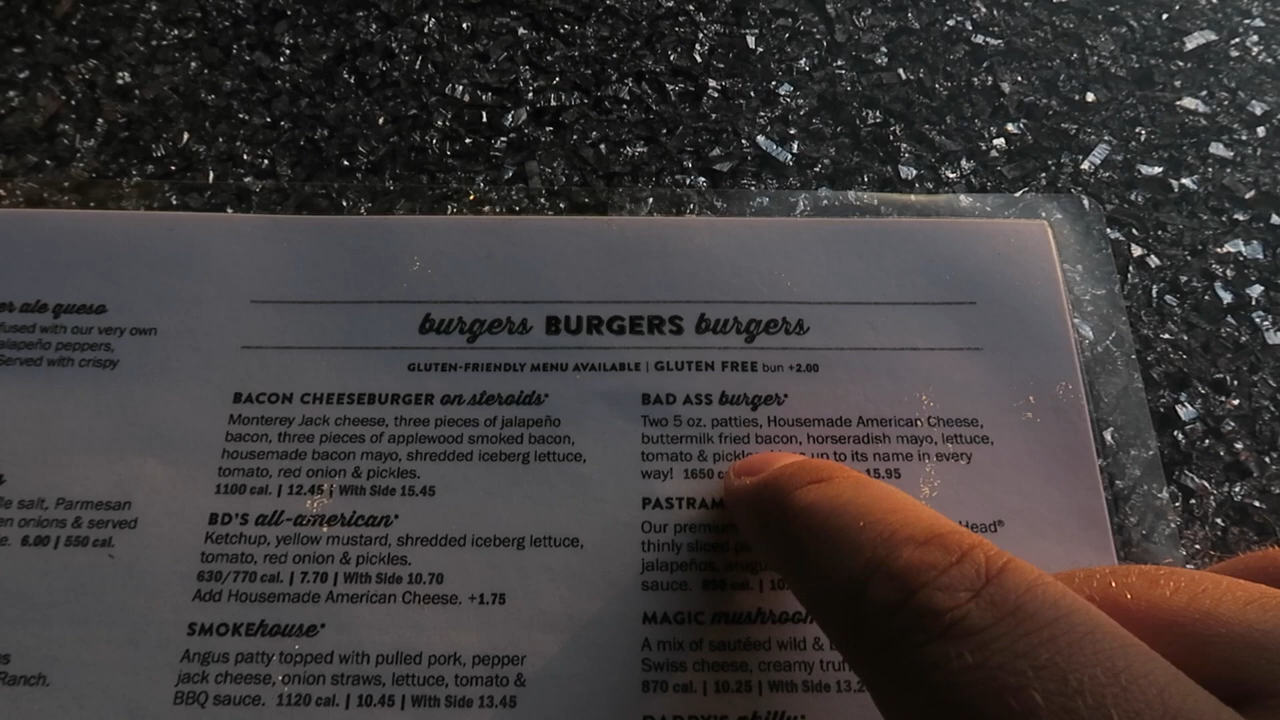 er ale queso
fused with our very own
alapeño peppers,
Served with crispy
le salt, Parmesan
en onions & served
e. 6.00 | 550 cal.
Ranch.
burgers BURGERS burgers
GLUTEN-FRIENDLY MENU AVAILABLE | GLUTEN FREE bun +2.00
BACON CHEESEBURGER on steroids*
Monterey Jack cheese, three pieces of jalapeño
bacon, three pieces of applewood smoked bacon,
housemade bacon mayo, shredded iceberg lettuce,
tomato, red onion & pickles.
1100 cal. | 12.45 | With Side 15.45
BD'S all-american*
Ketchup, yellow mustard, shredded iceberg lettuce,
tomato, red onion & pickles.
630/770 cal. | 7.70 | With Side 10.70
Add Housemade American Cheese. +1.75
SMOKEhouse*
Angus patty topped with pulled pork, pepper
jack cheese, onion straws, lettuce, tomato &
BBQ sauce. 1120 cal. | 10.45 | With Side 13.45
BAD ASS burger*
Two 5 oz. patties, Housemade American Cheese,
buttermilk fried bacon, horseradish mayo, lettuce,
tomato & up to its name in every
way! 1650 15.95
PASTRAM
Our premium Head®
thinly sliced
jalapeños,
sauce.
MAGIC mushroom
A mix of sautéed wild &
Swiss cheese, creamy
870 cal. | 10.25 | With Side 13.2